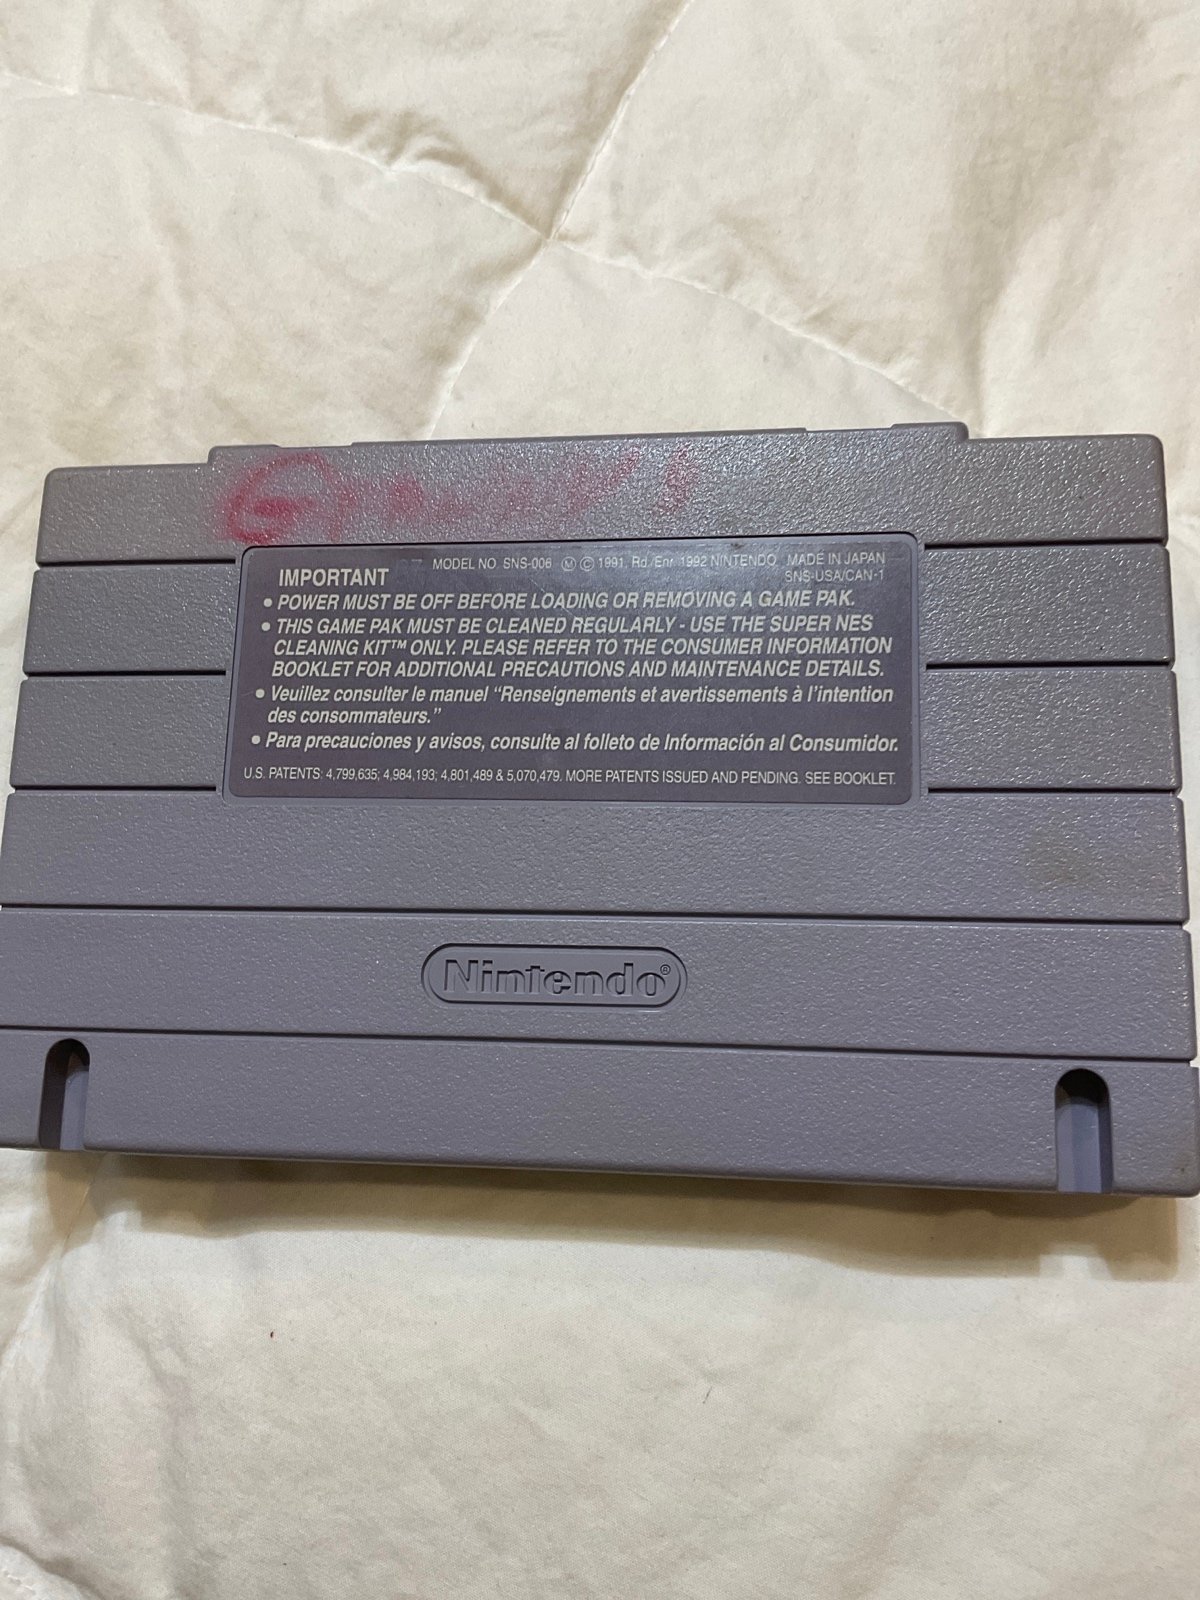 IMPORTANT
MODEL NO. SNS-006 Ⓜ © 1991, Rd./Enr. 1992 NINTENDO MADE IN JAPAN
SNS-USA/CAN-1
• POWER MUST BE OFF BEFORE LOADING OR REMOVING A GAME PAK.
• THIS GAME PAK MUST BE CLEANED REGULARLY - USE THE SUPER NES
CLEANING KIT™ ONLY. PLEASE REFER TO THE CONSUMER INFORMATION
BOOKLET FOR ADDITIONAL PRECAUTIONS AND MAINTENANCE DETAILS.
• Veuillez consulter le manuel “Renseignements et avertissements à l’intention
des consommateurs.”
• Para precauciones y avisos, consulte al folleto de Información al Consumidor.
U.S. PATENTS: 4,799,635; 4,984,193; 4,801,489 & 5,070,479. MORE PATENTS ISSUED AND PENDING. SEE BOOKLET.
Nintendo®